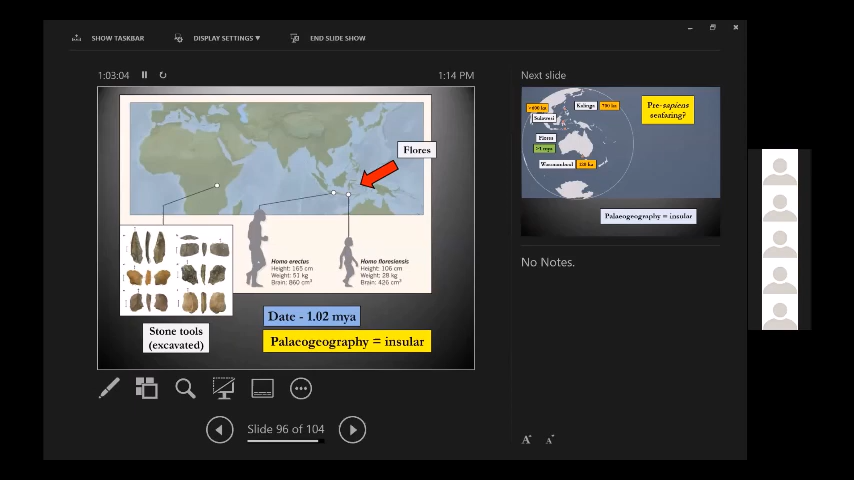 SHOW TASKBAR
DISPLAY SETTINGS ▼
END SLIDE SHOW
1:03:04
1:14 PM
Flores
Homo erectus
Height: 165 cm
Weight: 51 kg
Brain: 860 cm³
Homo floresiensis
Height: 106 cm
Weight: 28 kg
Brain: 426 cm³
Stone tools
(excavated)
Date - 1.02 mya
Palaeogeography = insular
Slide 96 of 104
Next slide
Pre-sapiens
seafaring?
Kalinga
700 ka
Sulawesi
Flores
Palaeogeography = insular
No Notes.
A
A